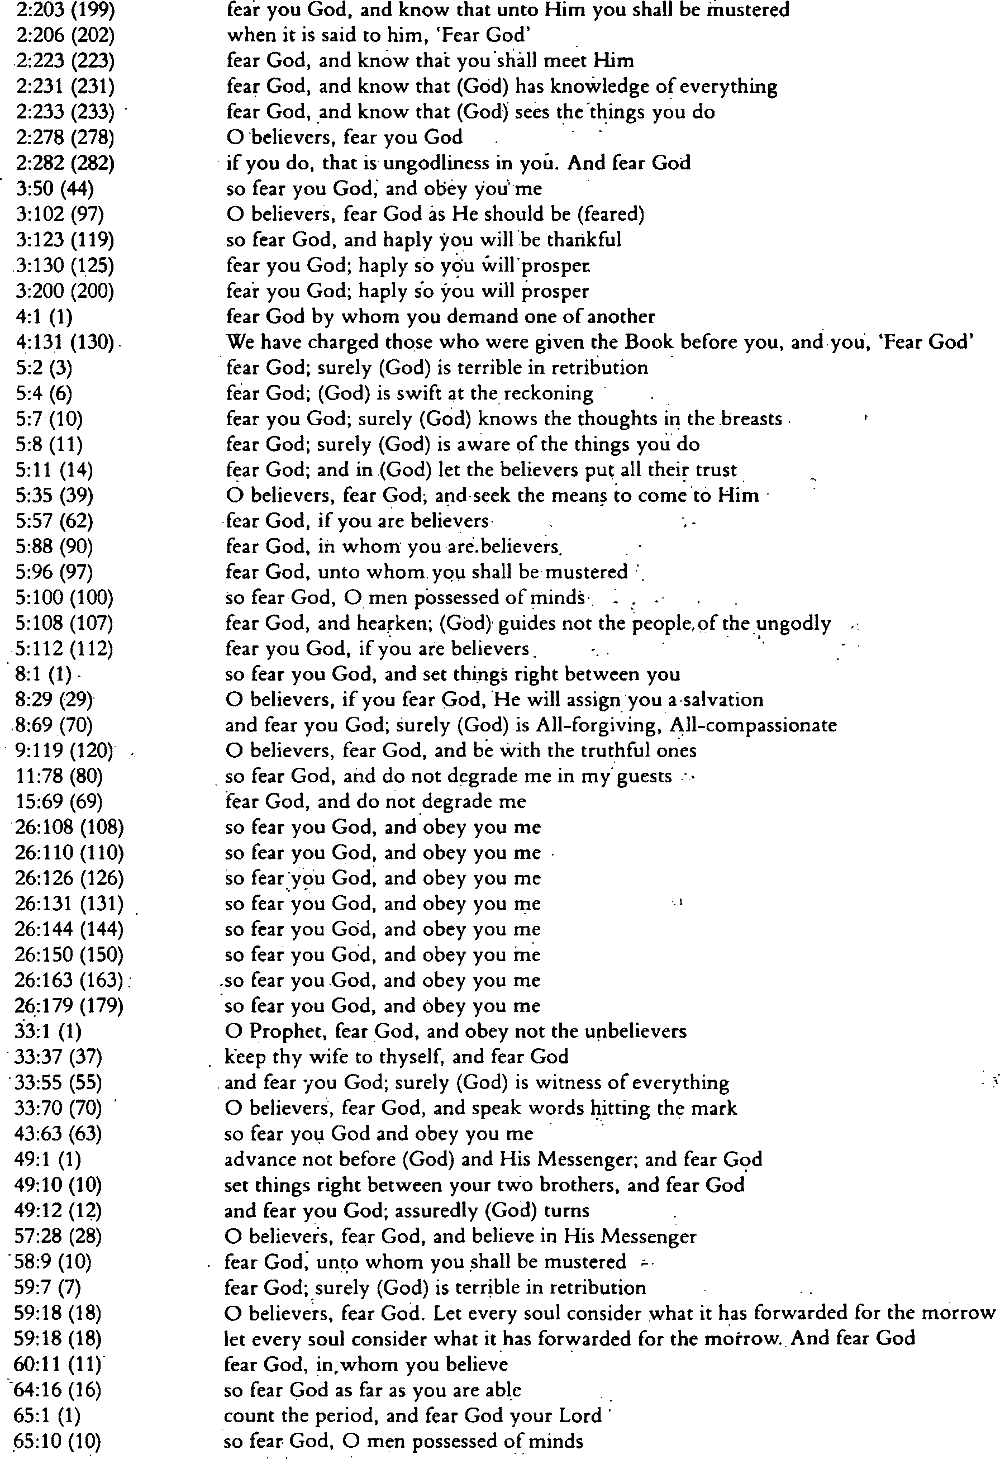 2:203 (199) fear you God, and know that unto Him you shall be mustered
2:206 (202) when it is said to him, 'Fear God'
2:223 (223) fear God, and know that you shall meet Him
2:231 (231) fear God, and know that (God) has knowledge of everything
2:233 (233) fear God, and know that (God) sees the things you do
2:278 (278) O believers, fear you God
2:282 (282) if you do, that is ungodliness in you. And fear God
3:50 (44) so fear you God, and obey you me
3:102 (97) O believers, fear God as He should be (feared)
3:123 (119) so fear God, and haply you will be thankful
3:130 (125) fear you God; haply so you will prosper
3:200 (200) fear you God; haply so you will prosper
4:1 (1) fear God by whom you demand one of another
4:131 (130) We have charged those who were given the Book before you, and you, 'Fear God'
5:2 (3) fear God; surely (God) is terrible in retribution
5:4 (6) fear God; (God) is swift at the reckoning
5:7 (10) fear you God; surely (God) knows the thoughts in the breasts
5:8 (11) fear God; surely (God) is aware of the things you do
5:11 (14) fear God; and in (God) let the believers put all their trust
5:35 (39) O believers, fear God, and seek the means to come to Him
5:57 (62) fear God, if you are believers
5:88 (90) fear God, in whom you are believers
5:96 (97) fear God, unto whom you shall be mustered
5:100 (100) so fear God, O men possessed of minds
5:108 (107) fear God, and hearken; (God) guides not the people of the ungodly
5:112 (112) fear you God, if you are believers
8:1 (1) so fear you God, and set things right between you
8:29 (29) O believers, if you fear God, He will assign you a salvation
8:69 (70) and fear you God; surely (God) is All-forgiving, All-compassionate
9:119 (120) O believers, fear God, and be with the truthful ones
11:78 (80) so fear God, and do not degrade me in my guests
15:69 (69) fear God, and do not degrade me
26:108 (108) so fear you God, and obey you me
26:110 (110) so fear you God, and obey you me
26:126 (126) so fear you God, and obey you me
26:131 (131) so fear you God, and obey you me
26:144 (144) so fear you God, and obey you me
26:150 (150) so fear you God, and obey you me
26:163 (163) so fear you God, and obey you me
26:179 (179) so fear you God, and obey you me
33:1 (1) O Prophet, fear God, and obey not the unbelievers
33:37 (37) keep thy wife to thyself, and fear God
33:55 (55) and fear you God; surely (God) is witness of everything
33:70 (70) O believers, fear God, and speak words hitting the mark
43:63 (63) so fear you God and obey you me
49:1 (1) advance not before (God) and His Messenger; and fear God
49:10 (10) set things right between your two brothers, and fear God
49:12 (12) and fear you God; assuredly (God) turns
57:28 (28) O believers, fear God, and believe in His Messenger
58:9 (10) fear God, unto whom you shall be mustered
59:7 (7) fear God; surely (God) is terrible in retribution
59:18 (18) O believers, fear God. Let every soul consider what it has forwarded for the morrow
59:18 (18) let every soul consider what it has forwarded for the morrow. And fear God
60:11 (11) fear God, in whom you believe
64:16 (16) so fear God as far as you are able
65:1 (1) count the period, and fear God your Lord
65:10 (10) so fear God, O men possessed of minds